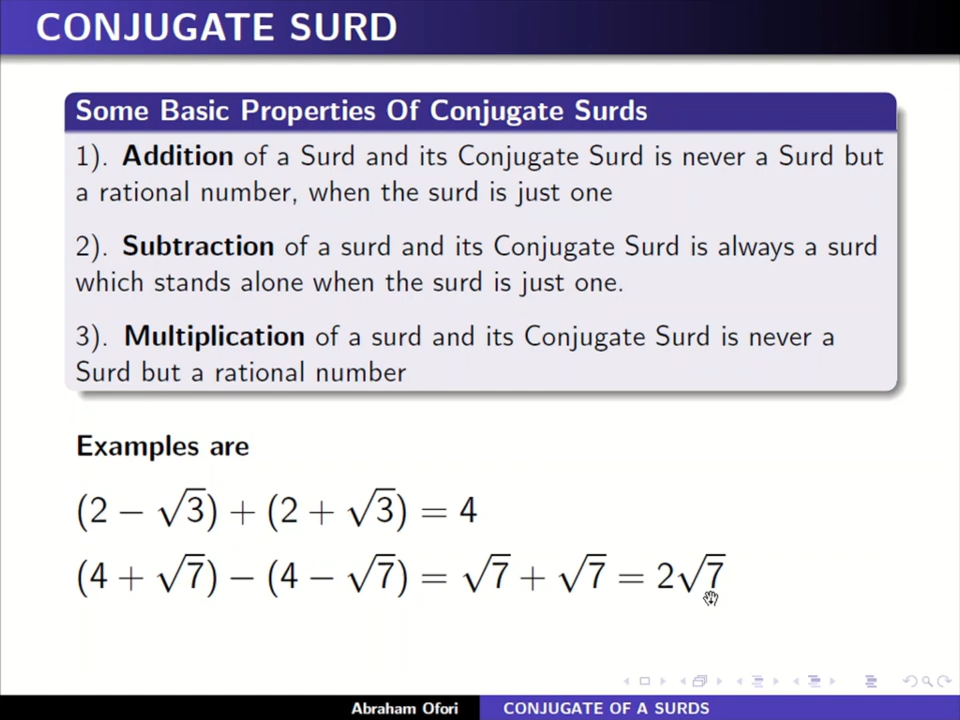 CONJUGATE SURD
Some Basic Properties Of Conjugate Surds
1). Addition of a Surd and its Conjugate Surd is never a Surd but
a rational number, when the surd is just one
2). Subtraction of a surd and its Conjugate Surd is always a surd
which stands alone when the surd is just one.
3). Multiplication of a surd and its Conjugate Surd is never a
Surd but a rational number
Examples are
(2 − √3) + (2 + √3) = 4
(4 + √7) − (4 − √7) = √7 + √7 = 2√7
Abraham Ofori CONJUGATE OF A SURDS